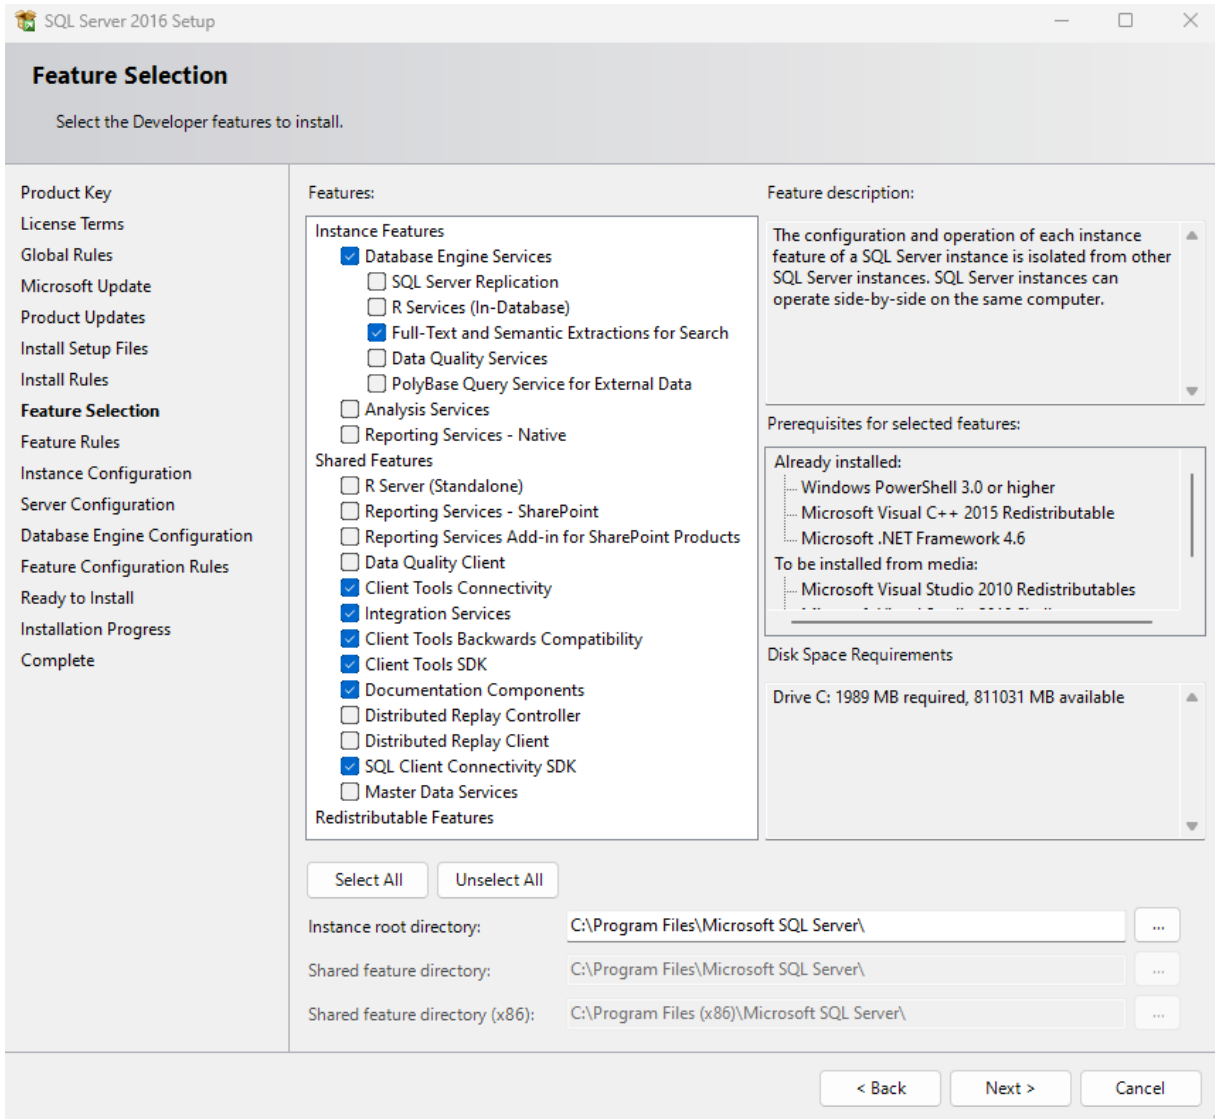 SQL Server 2016 Setup
Feature Selection
Select the Developer features to install.
Product Key
License Terms
Global Rules
Microsoft Update
Product Updates
Install Setup Files
Install Rules
Feature Selection
Feature Rules
Instance Configuration
Server Configuration
Database Engine Configuration
Feature Configuration Rules
Ready to Install
Installation Progress
Complete
Features:
Instance Features
Database Engine Services
SQL Server Replication
R Services (In-Database)
Full-Text and Semantic Extractions for Search
Data Quality Services
PolyBase Query Service for External Data
Analysis Services
Reporting Services - Native
Shared Features
R Server (Standalone)
Reporting Services - SharePoint
Reporting Services Add-in for SharePoint Products
Data Quality Client
Client Tools Connectivity
Integration Services
Client Tools Backwards Compatibility
Client Tools SDK
Documentation Components
Distributed Replay Controller
Distributed Replay Client
SQL Client Connectivity SDK
Master Data Services
Redistributable Features
Feature description:
The configuration and operation of each instance
feature of a SQL Server instance is isolated from other
SQL Server instances. SQL Server instances can
operate side-by-side on the same computer.
Prerequisites for selected features:
Already installed:
Windows PowerShell 3.0 or higher
Microsoft Visual C++ 2015 Redistributable
Microsoft .NET Framework 4.6
To be installed from media:
Microsoft Visual Studio 2010 Redistributables
Disk Space Requirements
Drive C: 1989 MB required, 811031 MB available
Select All
Unselect All
Instance root directory:
C:\Program Files\Microsoft SQL Server\
...
Shared feature directory:
C:\Program Files\Microsoft SQL Server\
...
Shared feature directory (x86):
C:\Program Files (x86)\Microsoft SQL Server\
...
< Back
Next >
Cancel